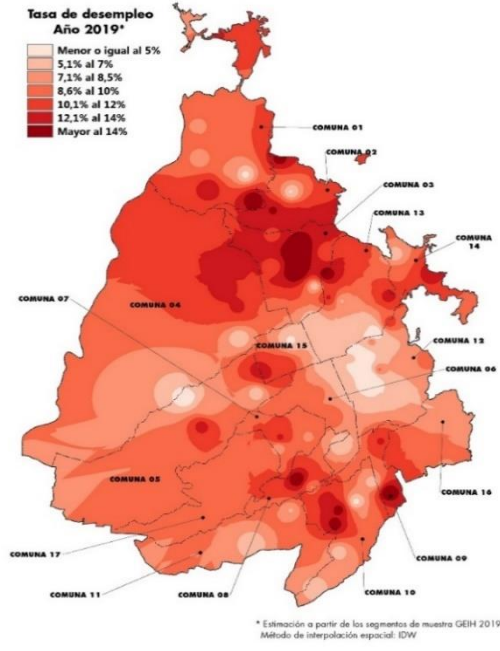 Tasa de desempleo
Año 2019*
Menor o igual al 5%
5,1% al 7%
7,1% al 8,5%
8,6% al 10%
10,1% al 12%
12,1% al 14%
Mayor al 14%
COMUNA 01
COMUNA 02
COMUNA 03
COMUNA 13
COMUNA
14
COMUNA 07
COMUNA 04
COMUNA 15
COMUNA 12
COMUNA 06
COMUNA 05
COMUNA 16
COMUNA 17
COMUNA 09
COMUNA 11
COMUNA 08
COMUNA 10
* Estimación a partir de los segmentos de muestra GEIH 2019
Método de interpolación espacial: IDW